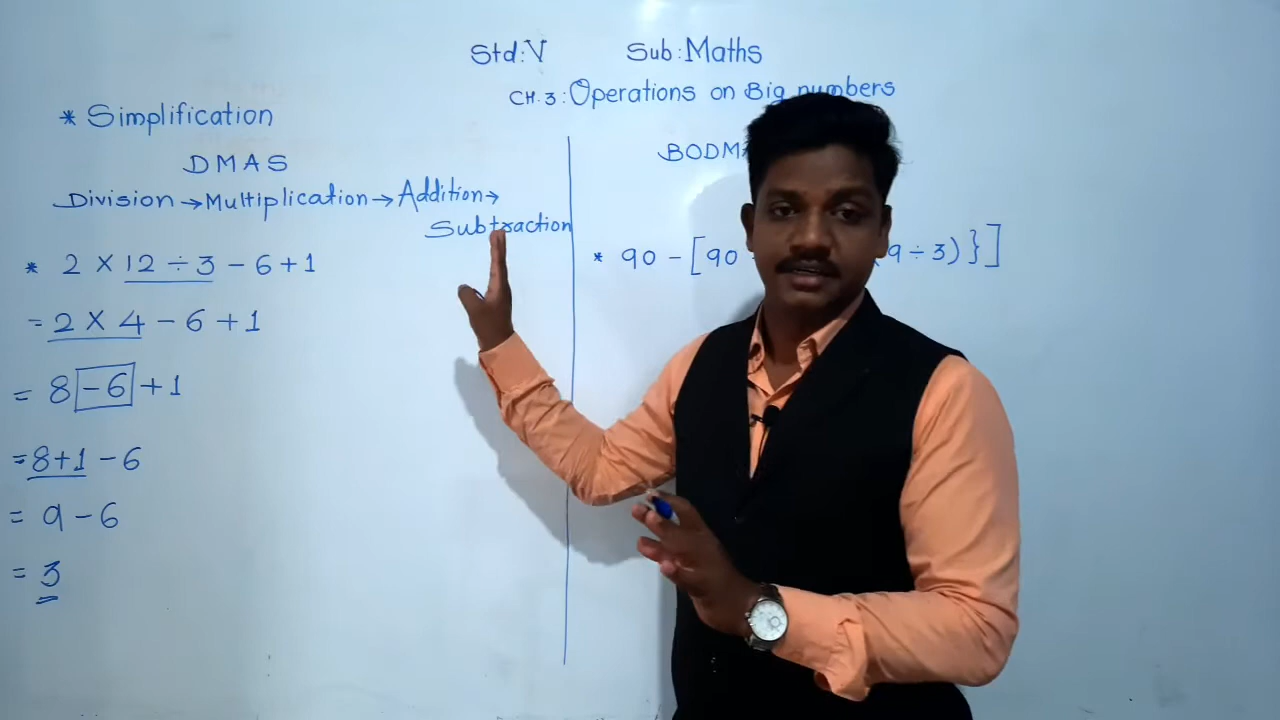 Std: V Sub: Maths
CH. 3: Operations on Big numbers
* Simplification
DMAS
Division → Multiplication → Addition →
Subtraction
* 2 × 12 ÷ 3 - 6 + 1
= 2 × 4 - 6 + 1
= 8 - 6 + 1
= 8+1 - 6
= 9 - 6
= 3
* 90 - [90 9 ÷ 3) }]